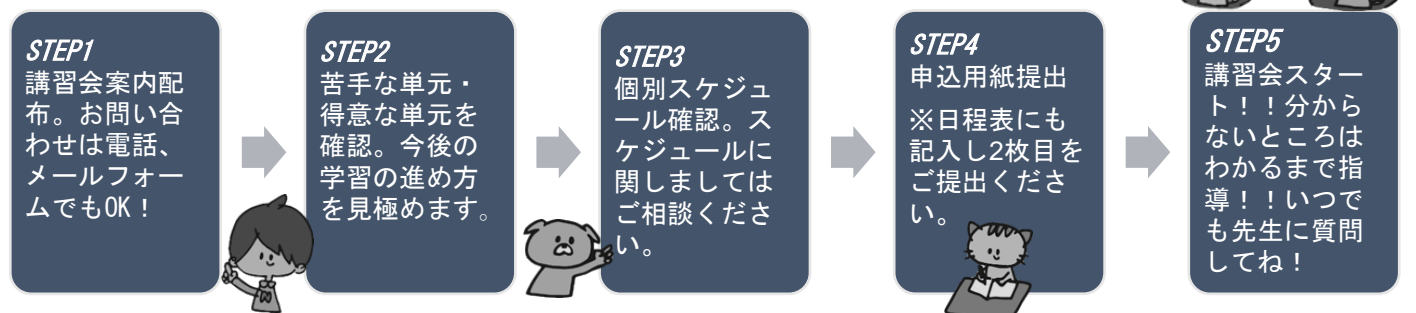 STEP1
講習会案内配
布。お問い合
わせは電話、
メールフォー
ムでもOK！
STEP2
苦手な単元・
得意な単元を
確認。今後の
学習の進め方
を見極めます。
STEP3
個別スケジュ
ール確認。ス
ケジュールに
関しましては
ご相談くださ
い。
STEP4
申込用紙提出
※日程表にも
記入し2枚目を
ご提出くださ
い。
STEP5
講習会スター
ト！！分から
ないところは
わかるまで指
導！！いつで
も先生に質問
してね！